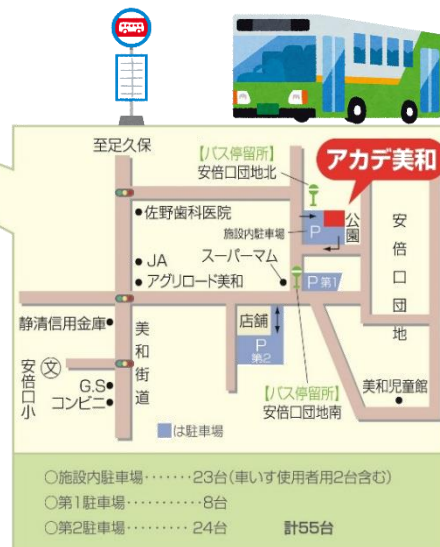 至足久保
【バス停留所】
安倍口団地北
アカデ美和
佐野歯科医院
施設内駐車場
P
公園
安倍口団地
JA
アグリロード美和
スーパーマム
P第1
静清信用金庫
美和街道
店舗
P
第2
安倍口小
文
G.S
コンビニ
【バス停留所】
安倍口団地南
美和児童館
は駐車場
○施設内駐車場・・・・・・・23台(車いす使用者用2台含む)
○第1駐車場・・・・・・・・・・8台
○第2駐車場・・・・・・・・・24台 計55台